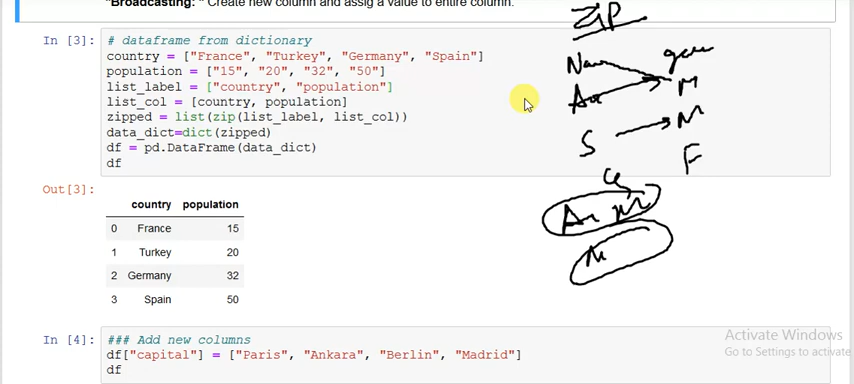 "Broadcasting: " Create new column and assig a value to entire column.
In [3]:
# dataframe from dictionary
country = ["France", "Turkey", "Germany", "Spain"]
population = ["15", "20", "32", "50"]
list_label = ["country", "population"]
list_col = [country, population]
zipped = list(zip(list_label, list_col))
data_dict=dict(zipped)
df = pd.DataFrame(data_dict)
df
Out[3]:
country population
0 France 15
1 Turkey 20
2 Germany 32
3 Spain 50
In [4]:
### Add new columns
df["capital"] = ["Paris", "Ankara", "Berlin", "Madrid"]
df
ZIP
M
M
S
F
M
Activate Windows
Go to Settings to activate